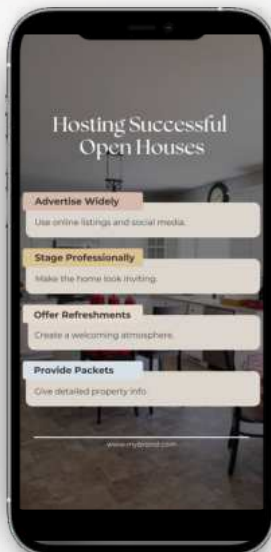 Hosting Successful
Open Houses
Advertise Widely
Use online listings and social media.
Stage Professionally
Make the home look inviting.
Offer Refreshments
Create a welcoming atmosphere.
Provide Packets
Give detailed property info
www.mybrand.com